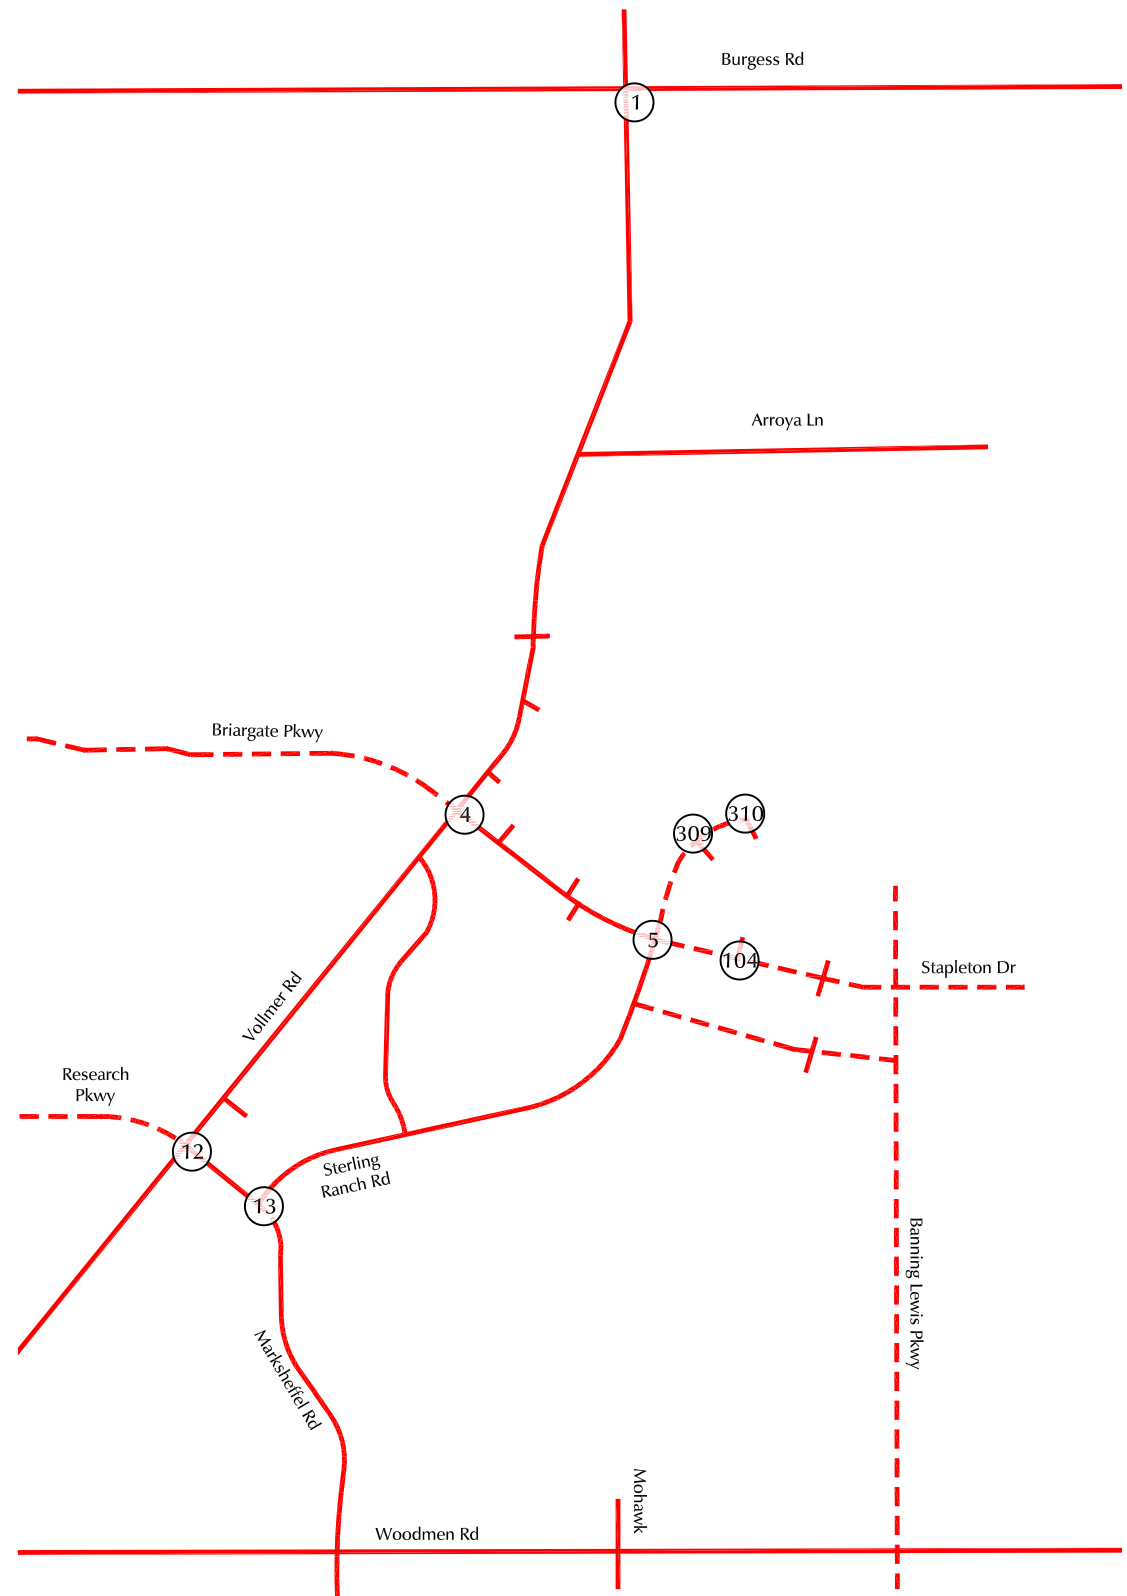 Burgess Rd
1
Arroya Ln
Briargate Pkwy
4
310
309
5
104
Stapleton Dr
Vollmer Rd
Research
Pkwy
12
Sterling
Ranch Rd
13
Banning Lewis Pkwy
Marksheffel Rd
Mohawk
Woodmen Rd